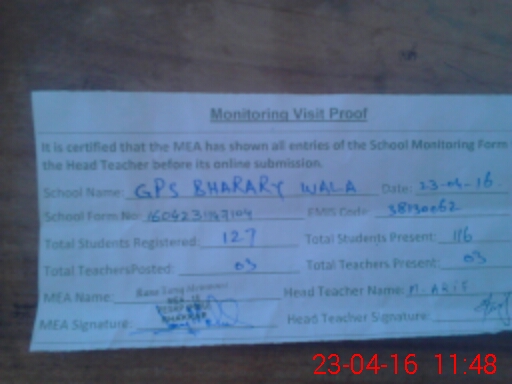 Monitoring Visit Proof
It is certified that the MEA has shown all entries of the School Monitoring Form
the Head Teacher before its online submission.
School Name: GPS BHARARY WALA Date: 23-04-16
School Form No: EMIS Code: 38130062
Total Students Registered: 127 Total Students Present: 116
Total TeachersPosted: 03 Total Teachers Present: 03
MEA Name: Head Teacher Name: M. ARIF
MEA Signature: Head Teacher Signature:
23-04-16 11:48